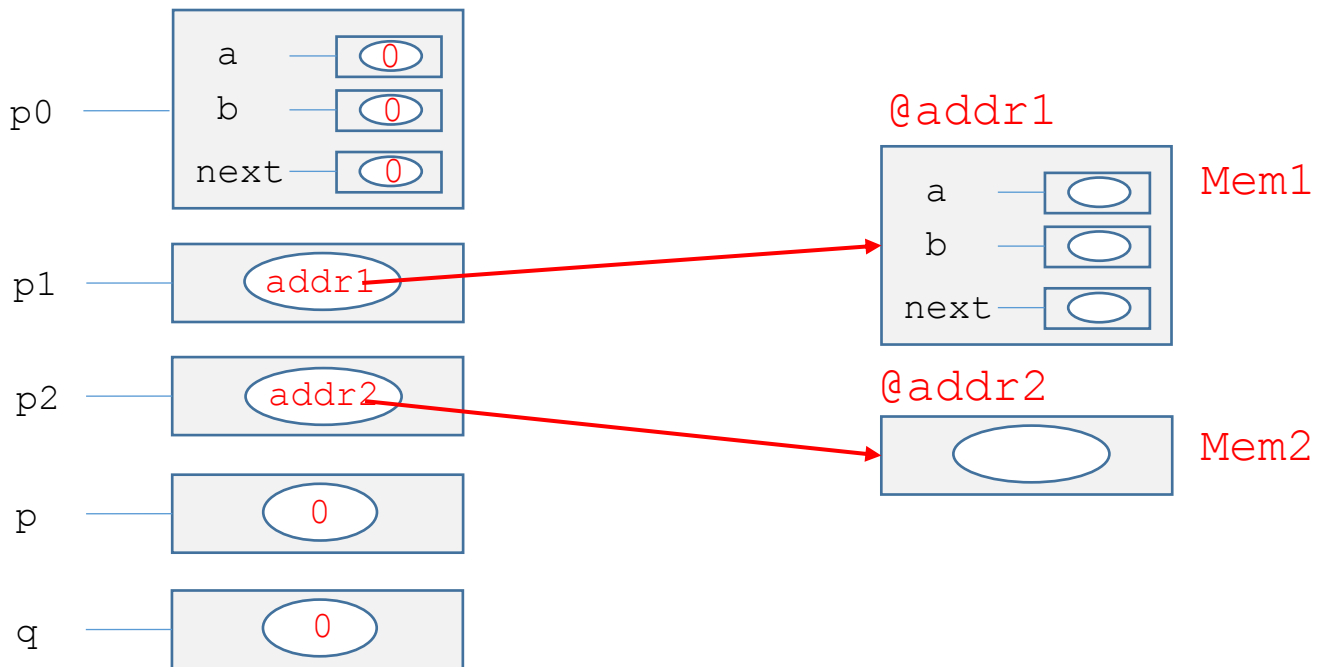 p0
a 0
b 0
next 0
p1 addr1
p2 addr2
p 0
q 0
@addr1
Mem1
a
b
next
@addr2
Mem2